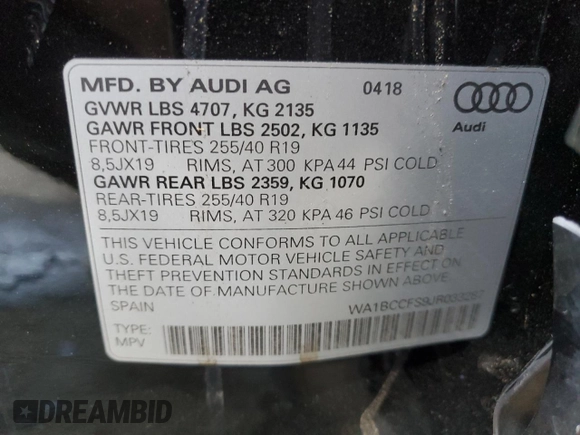 MFD. BY AUDI AG 0418
GVWR LBS 4707, KG 2135
GAWR FRONT LBS 2502, KG 1135
FRONT-TIRES 255/40 R19
8,5JX19 RIMS, AT 300 KPA 44 PSI COLD
GAWR REAR LBS 2359, KG 1070
REAR-TIRES 255/40 R19
8,5JX19 RIMS, AT 320 KPA 46 PSI COLD
Audi
THIS VEHICLE CONFORMS TO ALL APPLICABLE
U.S. FEDERAL MOTOR VEHICLE SAFETY AND
THEFT PREVENTION STANDARDS IN EFFECT ON
THE DATE OF MANUFACTURE SHOWN ABOVE.
SPAIN
TYPE:
MPV
DREAMBID